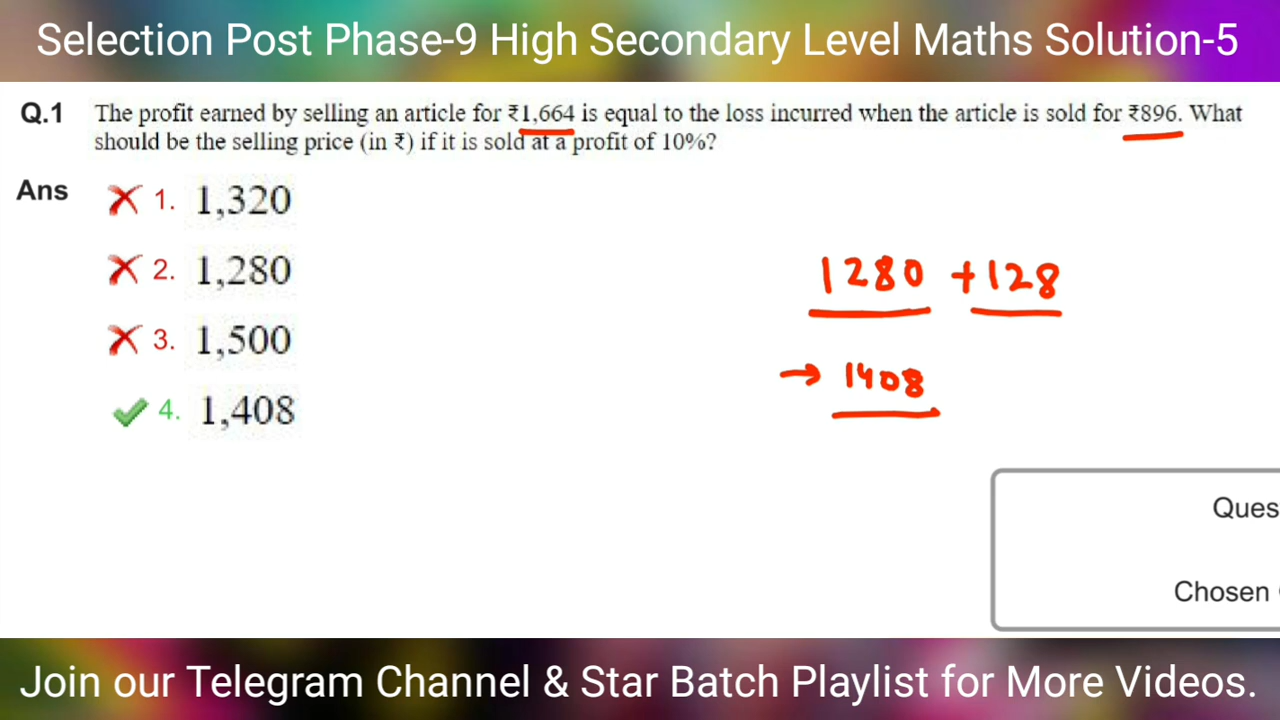 Selection Post Phase-9 High Secondary Level Maths Solution-5
Q.1 The profit earned by selling an article for ₹1,664 is equal to the loss incurred when the article is sold for ₹896. What
should be the selling price (in ₹) if it is sold at a profit of 10%?
Ans
1. 1,320
2. 1,280
3. 1,500
4. 1,408
1280 + 128
→ 1408
Ques
Chosen
Join our Telegram Channel & Star Batch Playlist for More Videos.